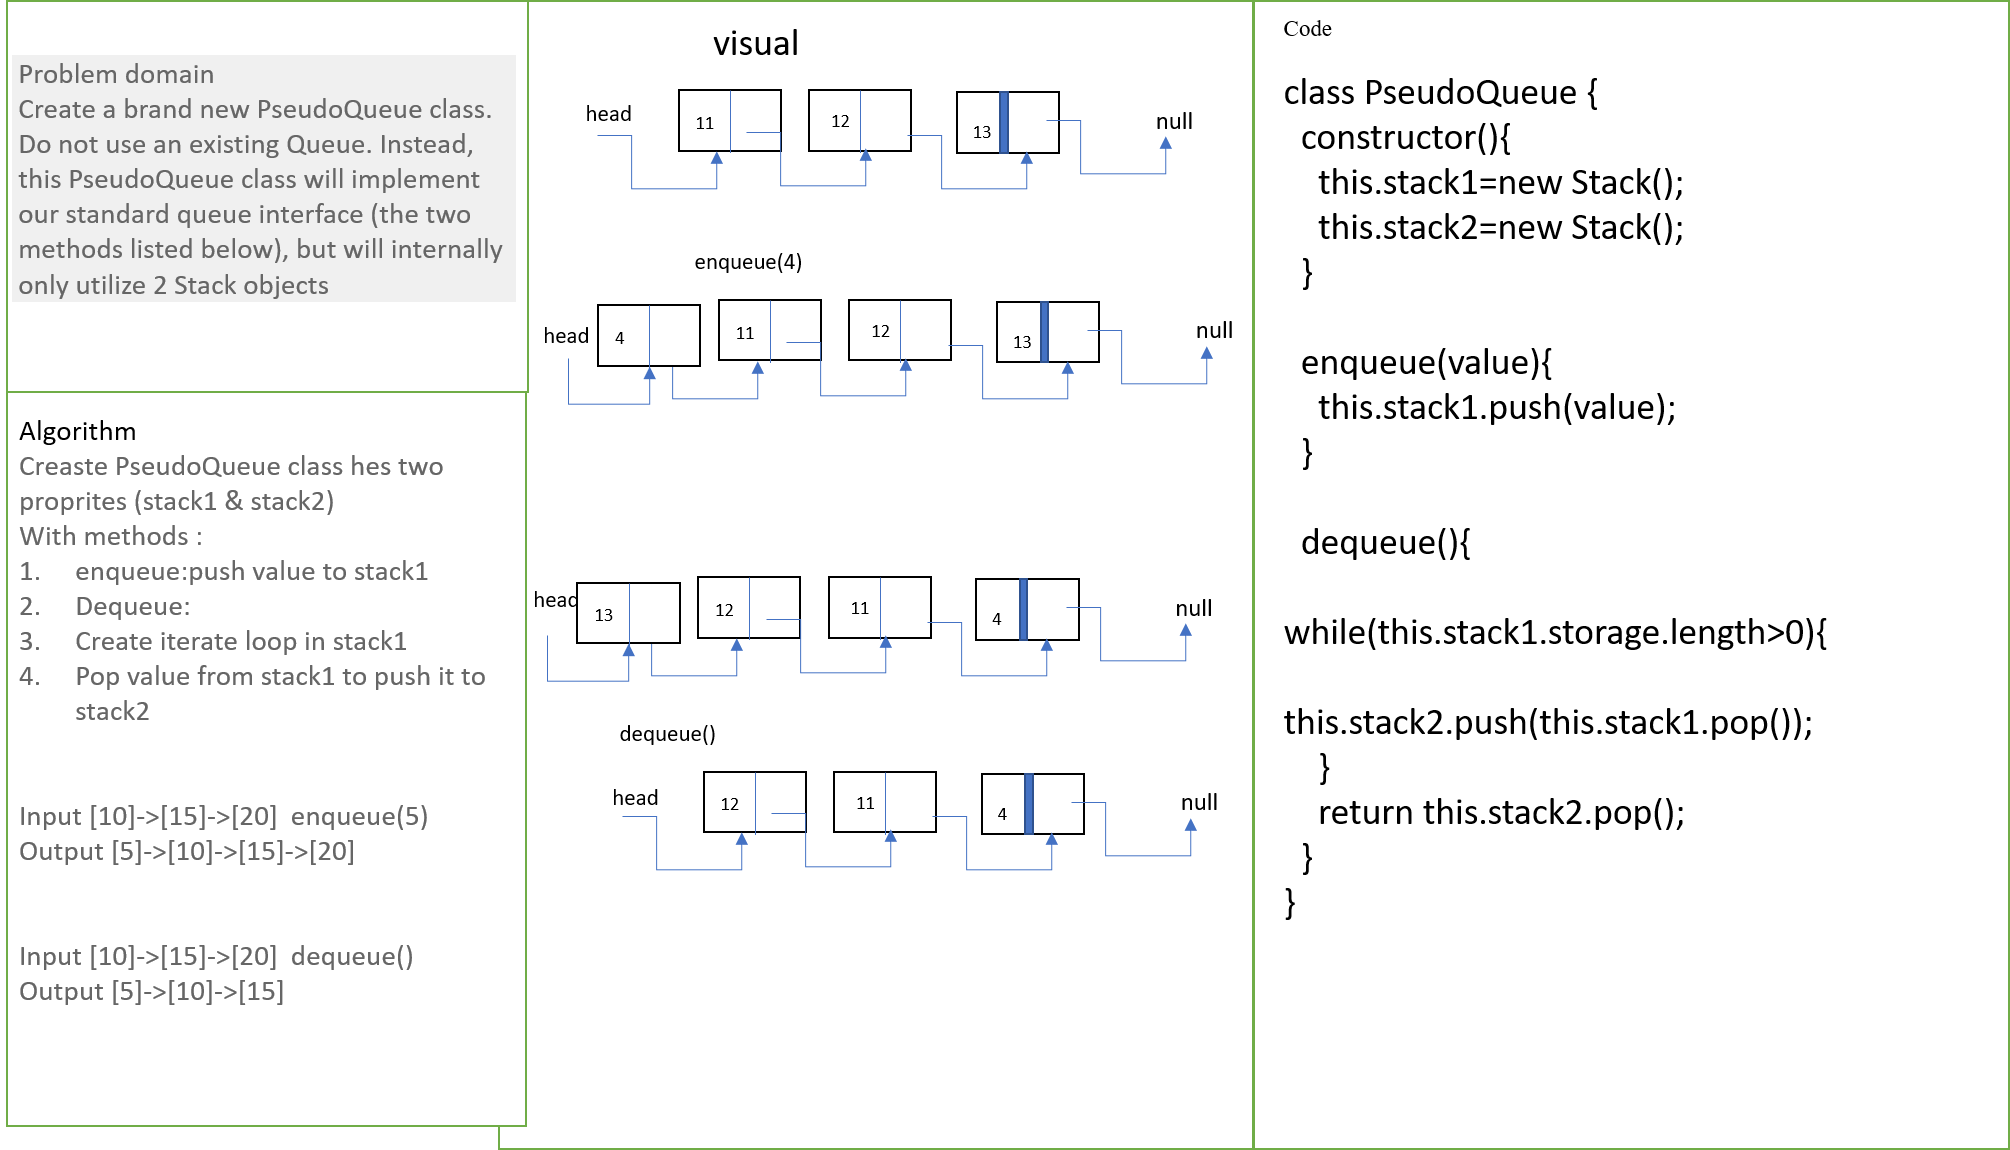 Problem domain
Create a brand new PseudoQueue class.
Do not use an existing Queue. Instead,
this PseudoQueue class will implement
our standard queue interface (the two
methods listed below), but will internally
only utilize 2 Stack objects
Algorithm
Creaste PseudoQueue class hes two
proprites (stack1 & stack2)
With methods :
1. enqueue:push value to stack1
2. Dequeue:
3. Create iterate loop in stack1
4. Pop value from stack1 to push it to
stack2
Input [10]->[15]->[20]  enqueue(5)
Output [5]->[10]->[15]->[20]
Input [10]->[15]->[20]  dequeue()
Output [5]->[10]->[15]
visual
head 11 12 13 null
enqueue(4)
head 4 11 12 13 null
head 13 12 11 4 null
dequeue()
head 12 11 4 null
Code
class PseudoQueue {
constructor(){
this.stack1=new Stack();
this.stack2=new Stack();
}
enqueue(value){
this.stack1.push(value);
}
dequeue(){
while(this.stack1.storage.length>0){
this.stack2.push(this.stack1.pop());
}
return this.stack2.pop();
}
}